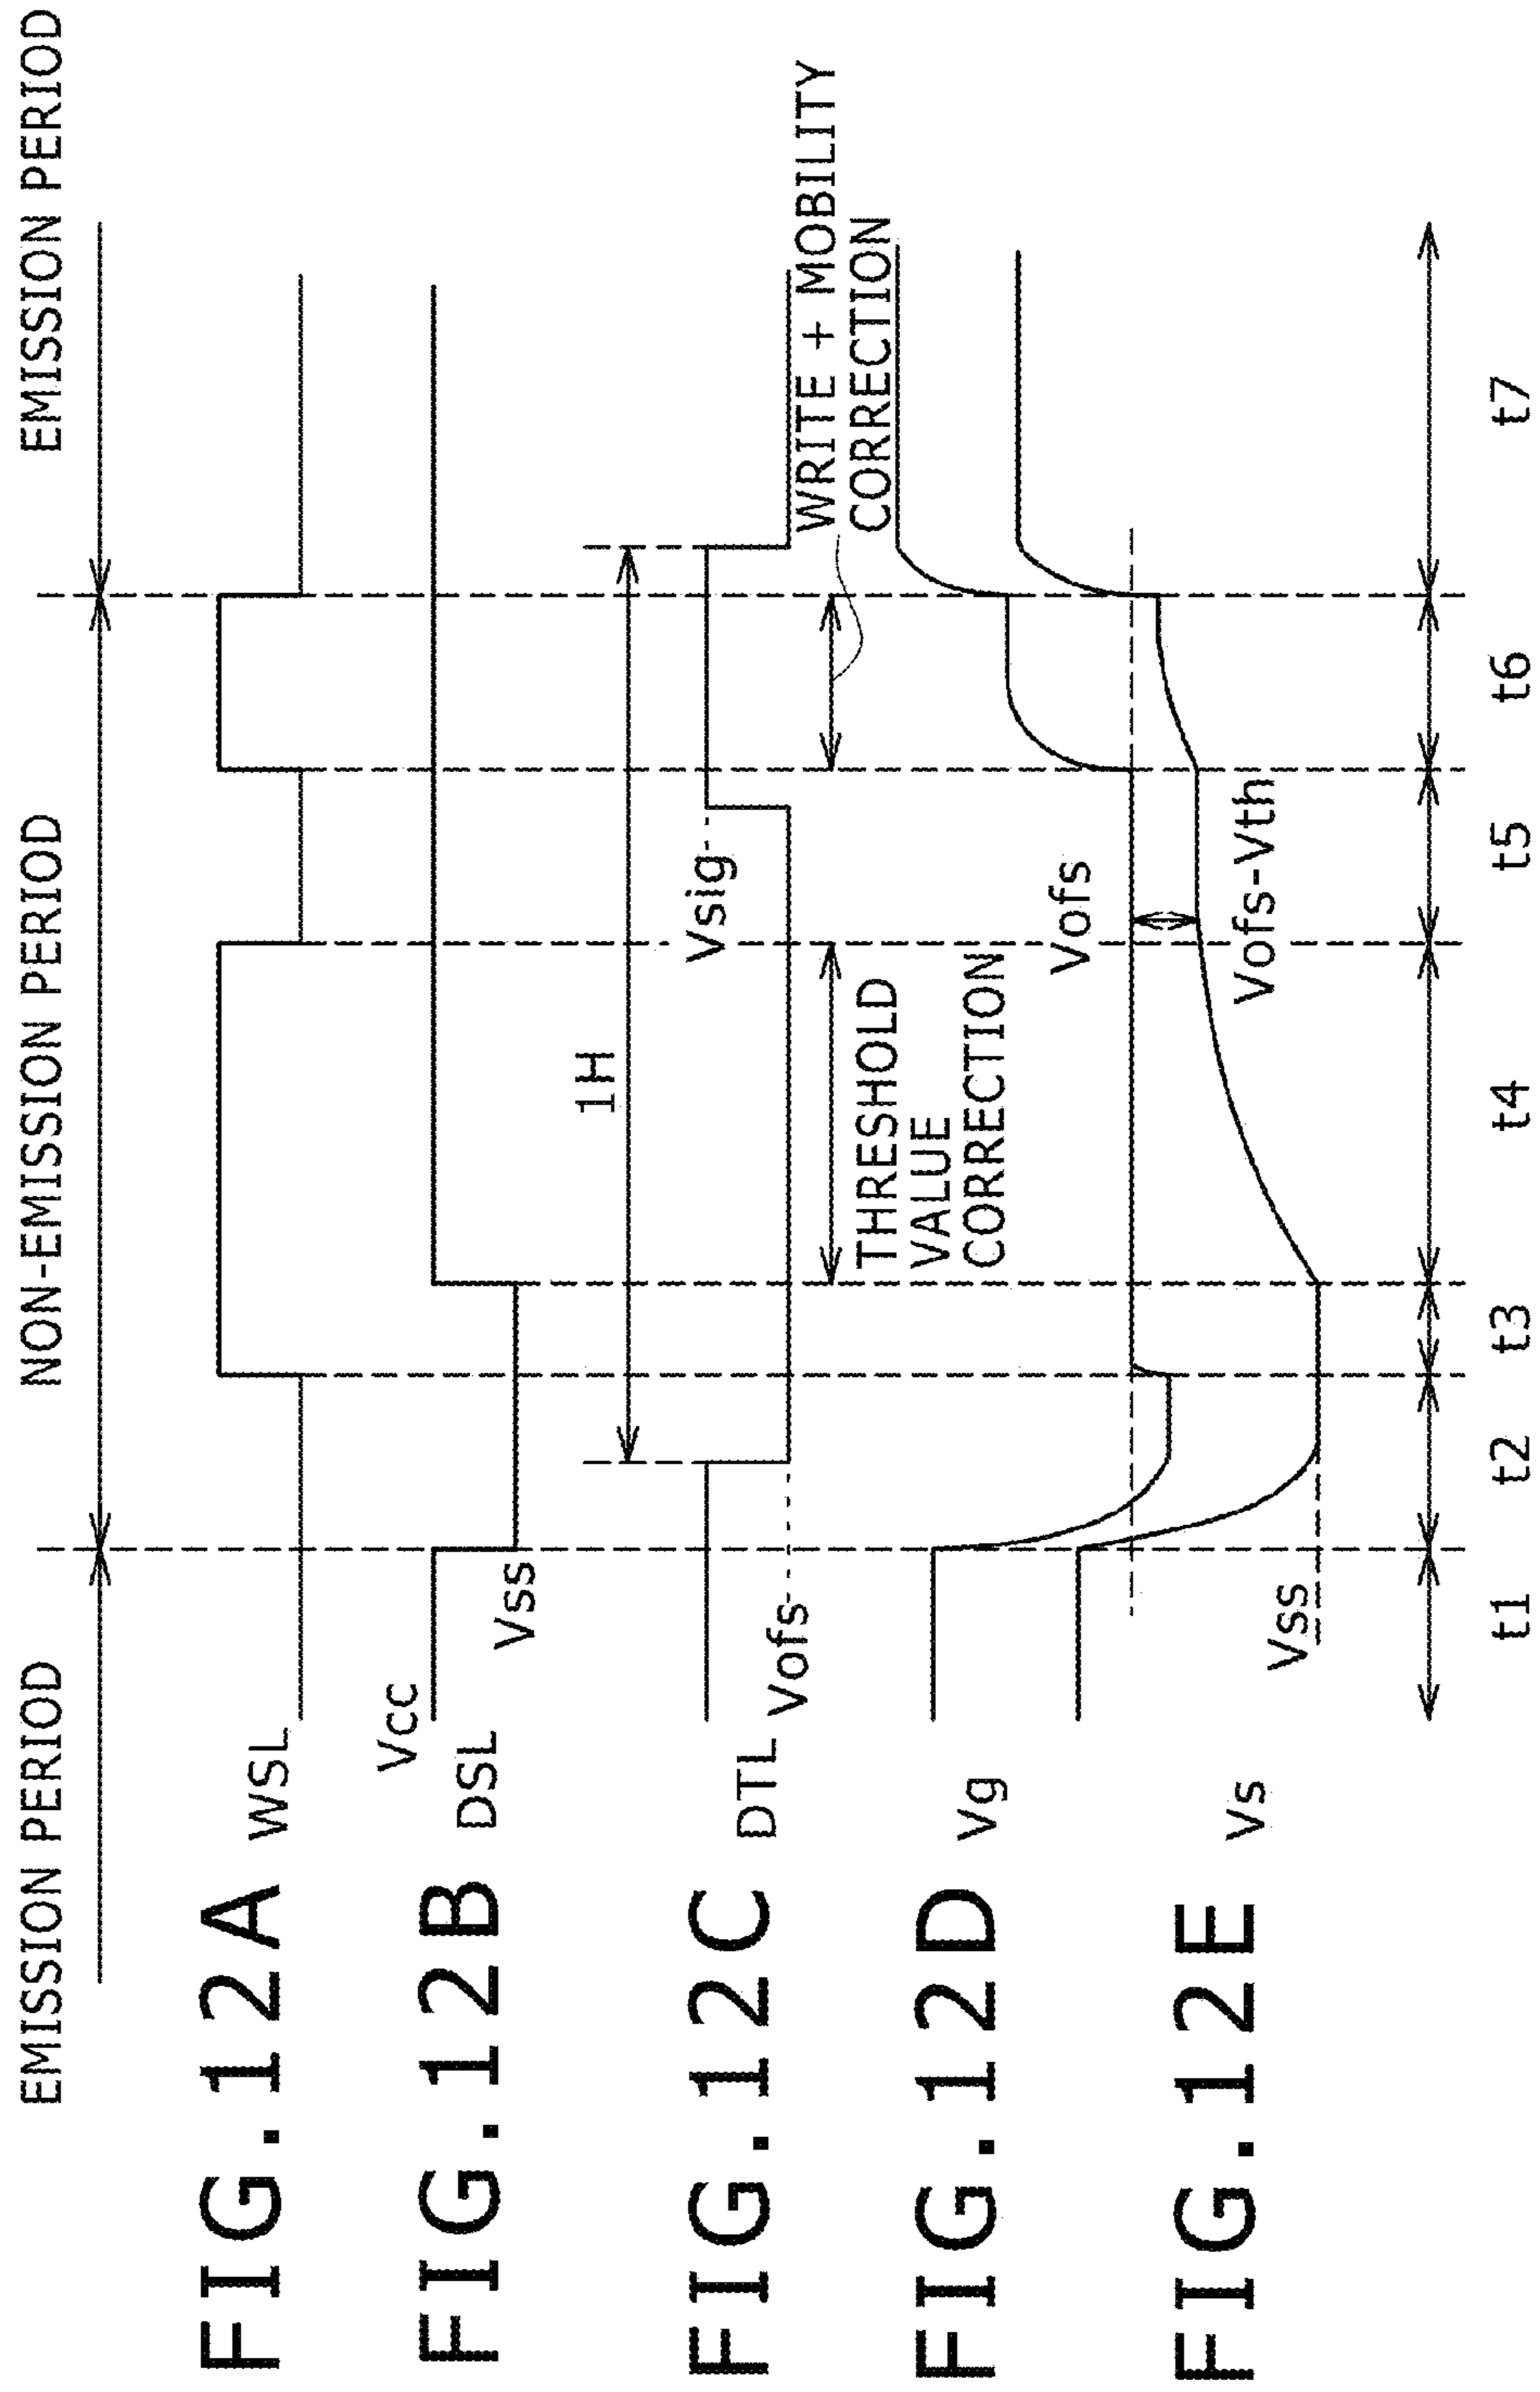 EMISSION PERIOD
NON-EMISSION PERIOD
EMISSION PERIOD
FIG.12A WSL
Vcc
FIG.12B DSL
Vss
1H
Vsig
FIG.12C DTL
Vofs
WRITE + MOBILITY
CORRECTION
THRESHOLD
VALUE
CORRECTION
FIG.12D Vg
Vofs
FIG.12E Vs
Vofs-Vth
Vss
t1 t2 t3 t4 t5 t6 t7